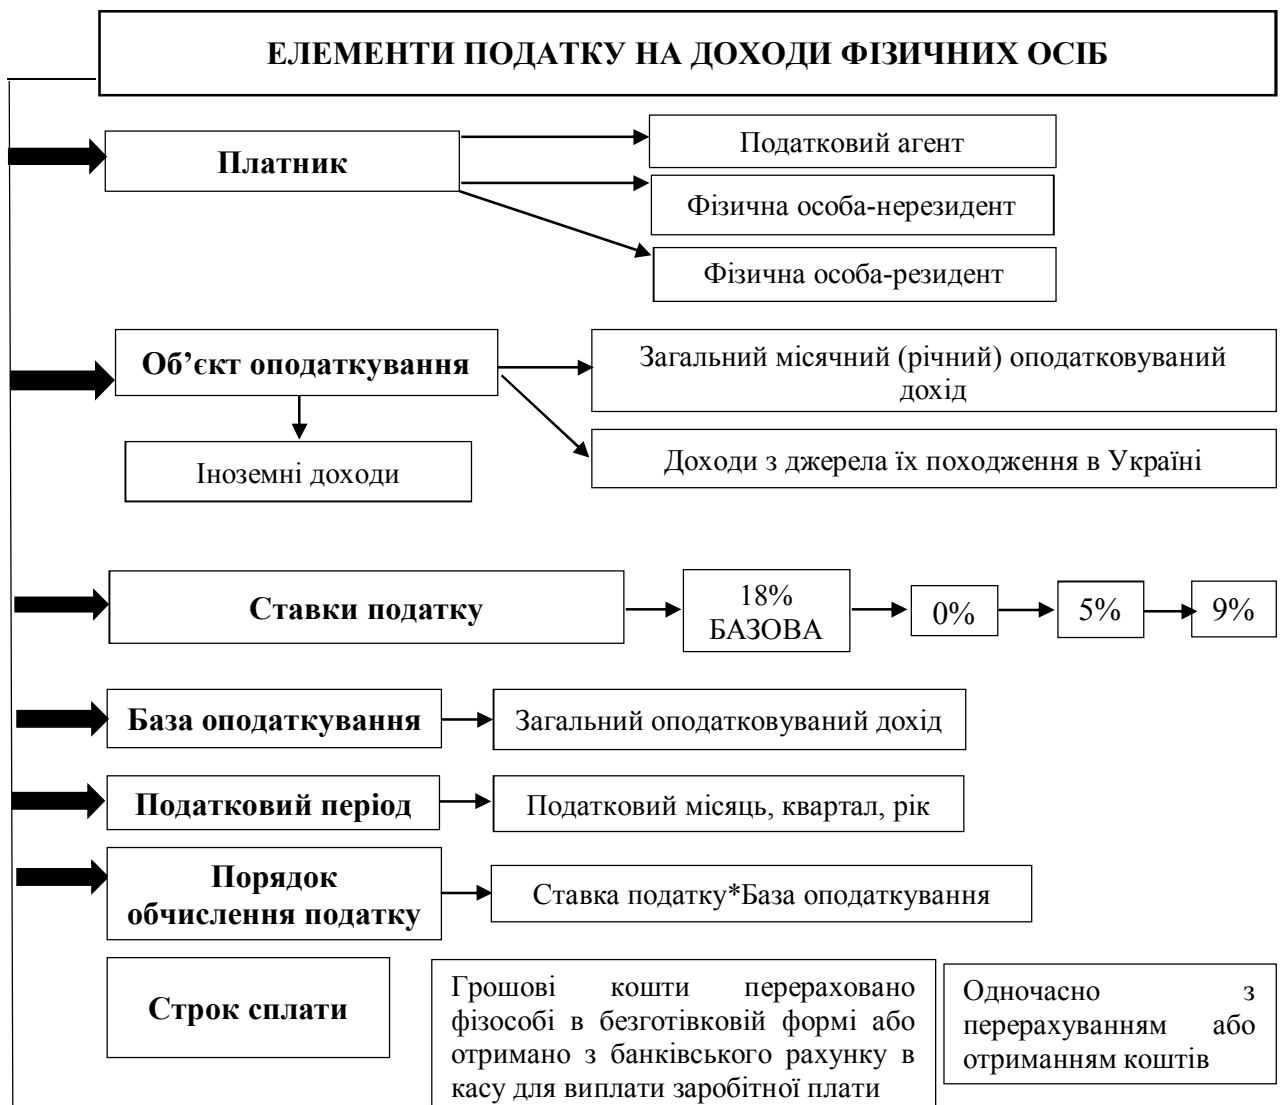 ЕЛЕМЕНТИ ПОДАТКУ НА ДОХОДИ ФІЗИЧНИХ ОСІБ
Платник
Податковий агент
Фізична особа-нерезидент
Фізична особа-резидент
Об’єкт оподаткування
Загальний місячний (річний) оподатковуваний
дохід
Іноземні доходи
Доходи з джерела їх походження в Україні
Ставки податку
18%
БАЗОВА
0%
5%
9%
База оподаткування
Загальний оподатковуваний дохід
Податковий період
Податковий місяць, квартал, рік
Порядок
обчислення податку
Ставка податку*База оподаткування
Строк сплати
Грошові кошти перераховано
фізособі в безготівковій формі або
отримано з банківського рахунку в
касу для виплати заробітної плати
Одночасно з
перерахуванням або
отриманням коштів